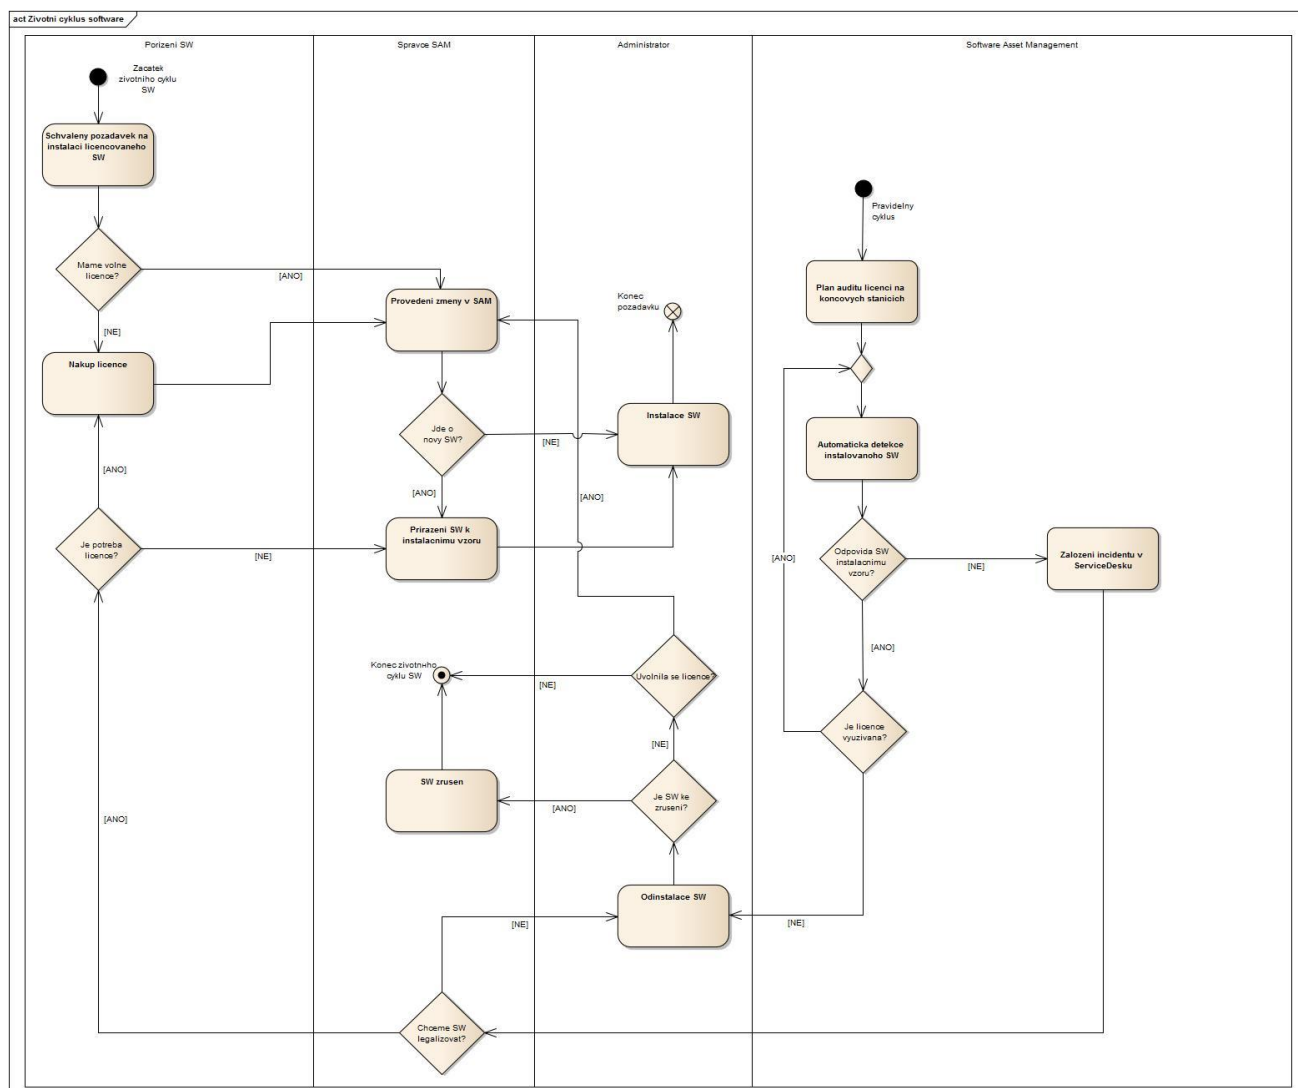 act Zivotni cyklus software
Porizeni SW
Spravce SAM
Administrator
Software Asset Management
Zacatek
zivotniho cyklu
SW
Schvaleny pozadavek na
instalaci licencovaneho
SW
Pravidelny
cyklus
Mame volne
licence?
[ANO]
Plan auditu licenci na
koncovych stanicich
Provedeni zmeny v SAM
Konec
pozadavku
[NE]
Nakup licence
Jde o
novy SW?
[NE]
Instalace SW
Automaticka detekce
instalovanoho SW
[ANO]
[ANO]
[ANO]
Je potreba
licence?
[NE]
Prirazeni SW k
instalacnimu vzoru
[ANO]
Odpovida SW
instalacnimu
vzoru?
[NE]
Zalozeni incidentu v
ServiceDesku
[ANO]
Konec zivotniho
cyklu SW
[NE]
Uvolnila se licence?
[NE]
Je licence
vyuzivana?
SW zrusen
[ANO]
Je SW ke
zruseni?
[ANO]
Odinstalace SW
[NE]
[NE]
Chceme SW
legalizovat?